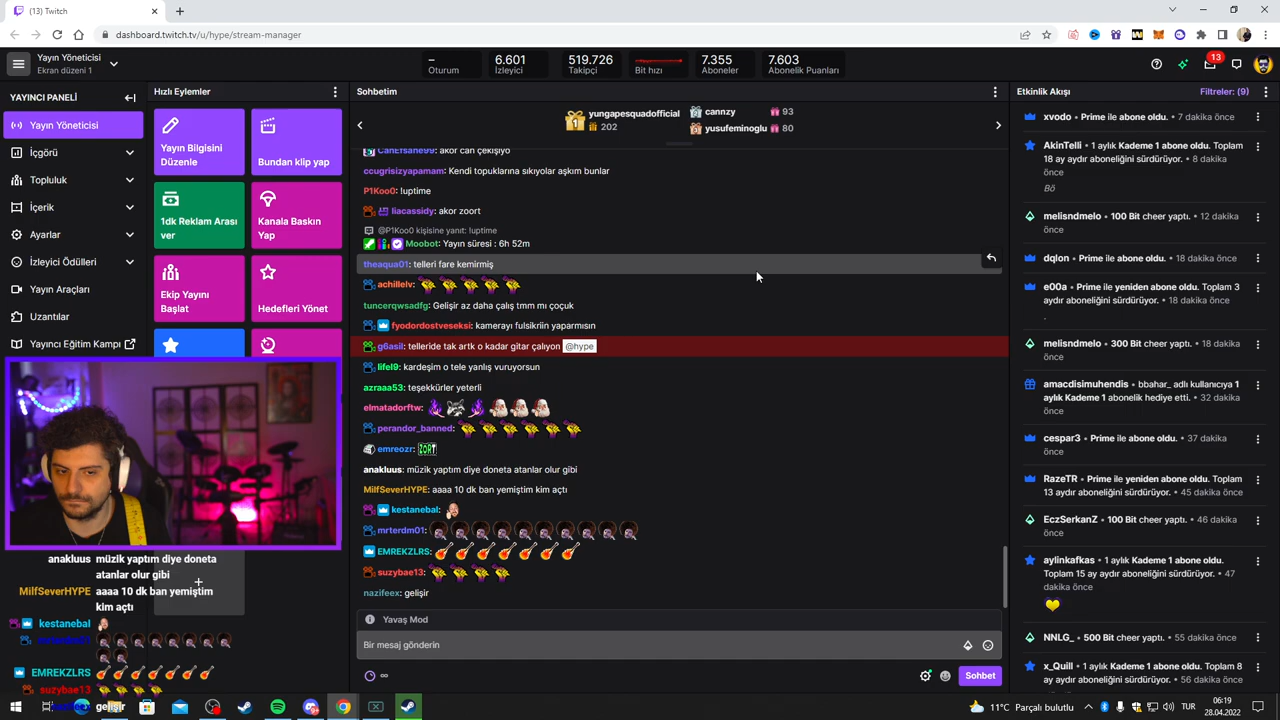 (13) Twitch
dashboard.twitch.tv/u/hype/stream-manager
Yayın Yöneticisi
Ekran düzeni 1
–
Oturum
6.601
İzleyici
519.726
Takipçi
Bit hızı
7.355
Aboneler
7.603
Abonelik Puanları
13
YAYINCI PANELİ
Yayın Yöneticisi
İçgörü
Topluluk
İçerik
Ayarlar
İzleyici Ödülleri
Yayın Araçları
Uzantılar
Yayıncı Eğitim Kampı
Hızlı Eylemler
Yayın Bilgisini
Düzenle
Bundan klip yap
1dk Reklam Arası
ver
Kanala Baskın
Yap
Ekip Yayını
Başlat
Hedefleri Yönet
Sohbetim
yungapesquadofficial
202
cannzy 93
yusufeminoglu 80
CanEfsane99: akor can çekişiyo
ccugrisizyapamam: Kendi topuklarına sıkıyolar aşkım bunlar
P1Koo0: !uptime
liacassidy: akor zoort
@P1Koo0 kişisine yanıt: !uptime
Moobot: Yayın süresi : 6h 52m
theaqua01: telleri fare kemirmiş
achillelv:
tuncerqwsadfg: Gelişir az daha çalış tmm mı çoçuk
fyodordostveseksi: kamerayı fulsikriin yaparmısın
g6asil: telleride tak artk o kadar gitar çalıyon @hype
lifel9: kardeşim o tele yanlış vuruyorsun
azraaa53: teşekkürler yeterli
elmatadorftw:
perandor_banned:
emreozr: ZORT
anakluus: müzik yaptım diye doneta atanlar olur gibi
MilfSeverHYPE: aaaa 10 dk ban yemiştim kim açtı
kestanebal:
mrterdm01:
EMREKZLRS:
suzybae13:
nazifeex: gelişir
Yavaş Mod
Bir mesaj gönderin
Sohbet
Etkinlik Akışı
Filtreler: (9)
xvodo • Prime ile abone oldu. • 7 dakika önce
AkinTelli • 1 aylık Kademe 1 abone oldu. Toplam
18 ay aydır aboneliğini sürdürüyor. • 8 dakika
önce
Bö
melisndmelo • 100 Bit cheer yaptı. • 12 dakika
önce
dqlon • Prime ile abone oldu. • 18 dakika önce
e00a • Prime ile yeniden abone oldu. Toplam 3
ay aydır aboneliğini sürdürüyor. • 18 dakika önce
.
melisndmelo • 300 Bit cheer yaptı. • 18 dakika
önce
amacdisimuhendis • bbahar_ adlı kullanıcıya 1
aylık Kademe 1 abonelik hediye etti. • 32 dakika
önce
cespar3 • Prime ile abone oldu. • 37 dakika
önce
RazeTR • Prime ile yeniden abone oldu. Toplam
13 aydır aboneliğini sürdürüyor. • 45 dakika önce
EczSerkanZ • 100 Bit cheer yaptı. • 46 dakika
önce
aylinkafkas • 1 aylık Kademe 1 abone oldu.
Toplam 15 ay aydır aboneliğini sürdürüyor. • 47
dakika önce
NNLG_ • 500 Bit cheer yaptı. • 55 dakika önce
x_Quill • 1 aylık Kademe 1 abone oldu. Toplam 8
ay aydır aboneliğini sürdürüyor. • 56 dakika
anakluus müzik yaptım diye doneta
atanlar olur gibi
MilfSeverHYPE aaaa 10 dk ban yemiştim
kim açtı
kestanebal
mrterdm01
EMREKZLRS
suzybae13
nazifeex gelişir
11°C Parçalı bulutlu
TUR
06:19
28.04.2022